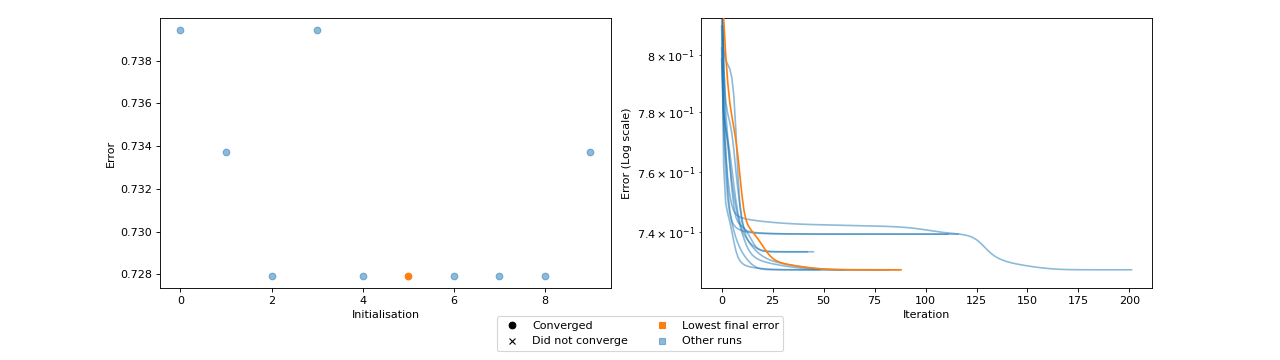 0.738
0.736
0.734
0.732
0.730
0.728
Error
0 2 4 6 8
Initialisation
8 × 10⁻¹
7.8 × 10⁻¹
7.6 × 10⁻¹
7.4 × 10⁻¹
Error (Log scale)
0 25 50 75 100 125 150 175 200
Iteration
Converged
Did not converge
Lowest final error
Other runs